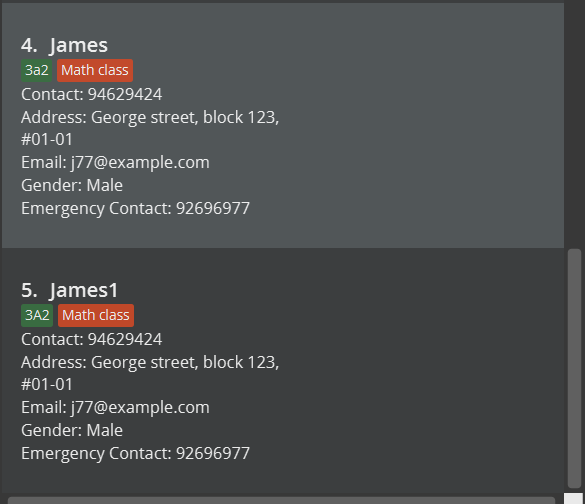 4. James
3a2 Math class
Contact: 94629424
Address: George street, block 123,
#01-01
Email: j77@example.com
Gender: Male
Emergency Contact: 92696977
5. James1
3A2 Math class
Contact: 94629424
Address: George street, block 123,
#01-01
Email: j77@example.com
Gender: Male
Emergency Contact: 92696977